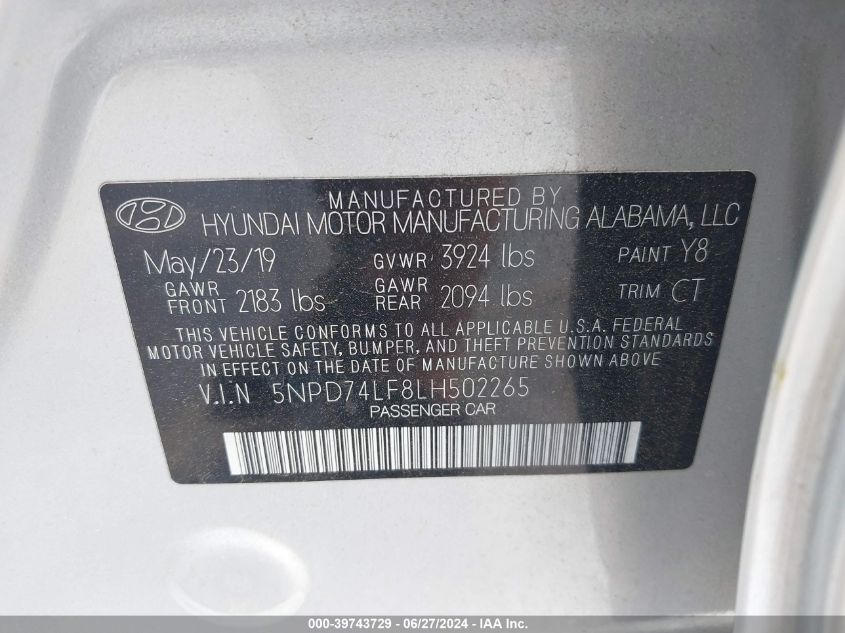 MANUFACTURED BY
HYUNDAI MOTOR MANUFACTURING ALABAMA, LLC
May/23/19 GVWR 3924 lbs PAINT Y8
GAWR FRONT 2183 lbs GAWR REAR 2094 lbs TRIM CT
THIS VEHICLE CONFORMS TO ALL APPLICABLE U.S.A. FEDERAL
MOTOR VEHICLE SAFETY, BUMPER, AND THEFT PREVENTION STANDARDS
IN EFFECT ON THE DATE OF MANUFACTURE SHOWN ABOVE
V.I.N 5NPD74LF8LH502265
PASSENGER CAR
000-39743729 - 06/27/2024 - IAA Inc.